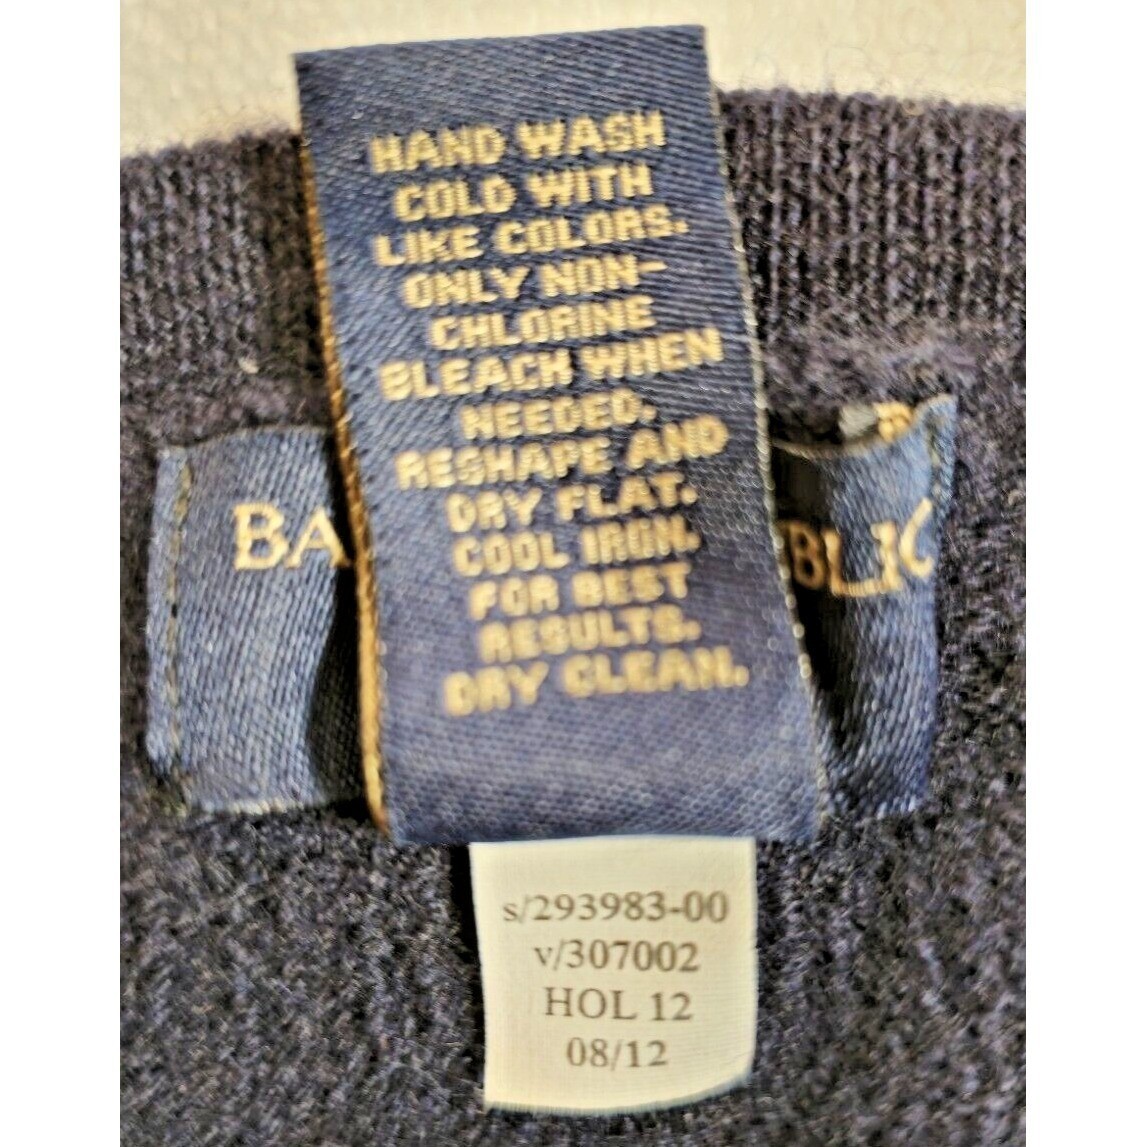 HAND WASH
COLD WITH
LIKE COLORS.
ONLY NON-
CHLORINE
BLEACH WHEN
NEEDED.
RESHAPE AND
DRY FLAT.
COOL IRON.
FOR BEST
RESULTS.
DRY CLEAN.
BA BLIC
s/293983-00
v/307002
HOL 12
08/12